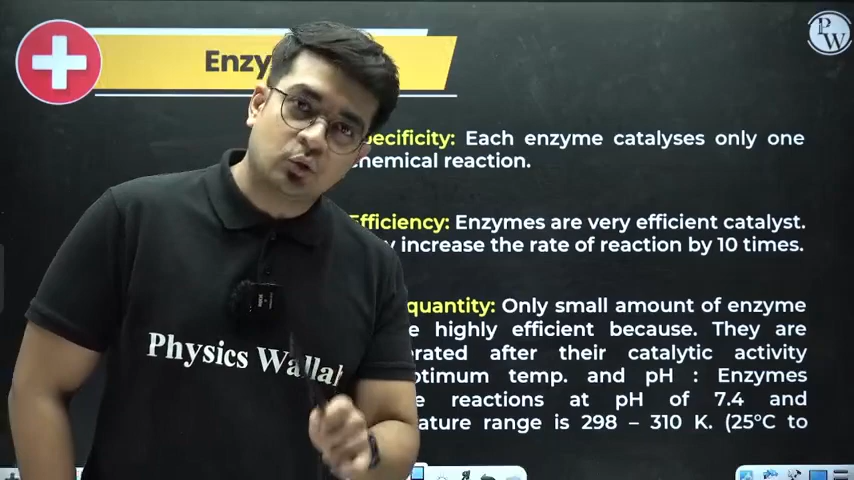 Enzy
PW
pecificity: Each enzyme catalyses only one
chemical reaction.
Efficiency: Enzymes are very efficient catalyst.
y increase the rate of reaction by 10 times.
quantity: Only small amount of enzyme
e highly efficient because. They are
erated after their catalytic activity
optimum temp. and pH : Enzymes
e reactions at pH of 7.4 and
ature range is 298 – 310 K. (25°C to
Physics Wallah